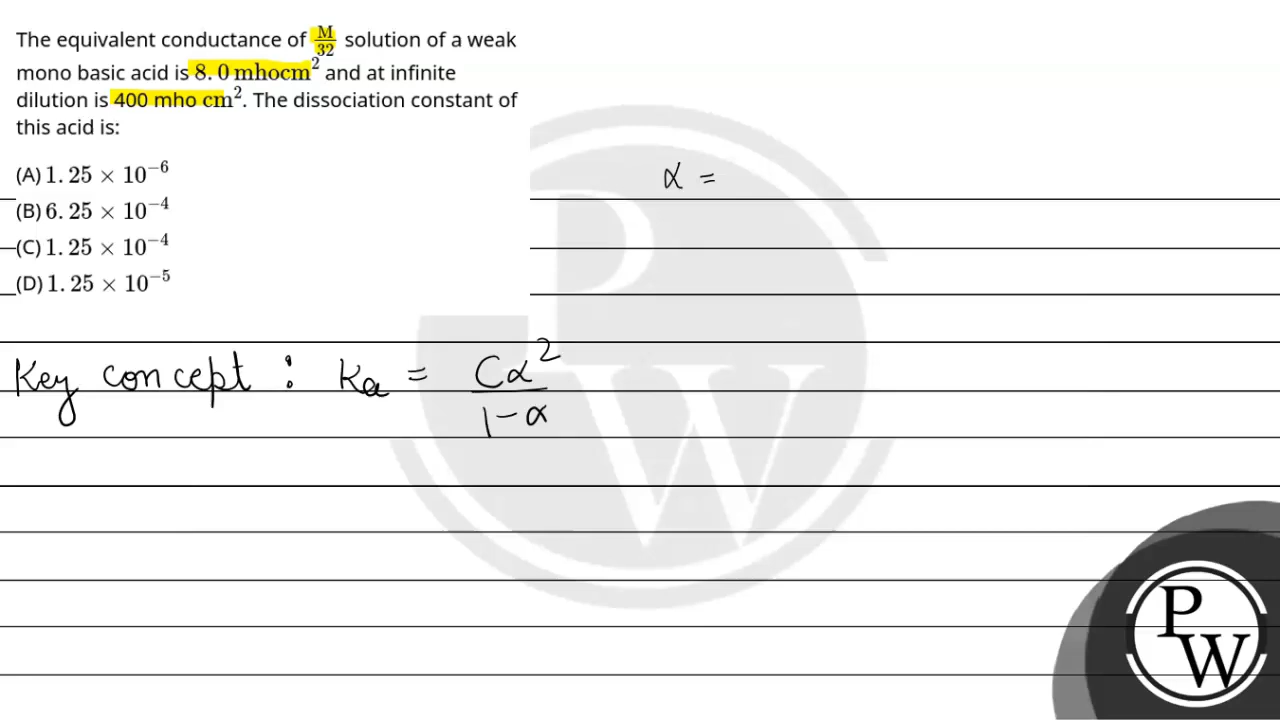 The equivalent conductance of M/32 solution of a weak
mono basic acid is 8.0 mhocm² and at infinite
dilution is 400 mho cm². The dissociation constant of
this acid is:
(A) 1.25 × 10⁻⁶
(B) 6.25 × 10⁻⁴
(C) 1.25 × 10⁻⁴
(D) 1.25 × 10⁻⁵
α =
Key concept : Ka = Cα² / 1-α
P
W
P
W